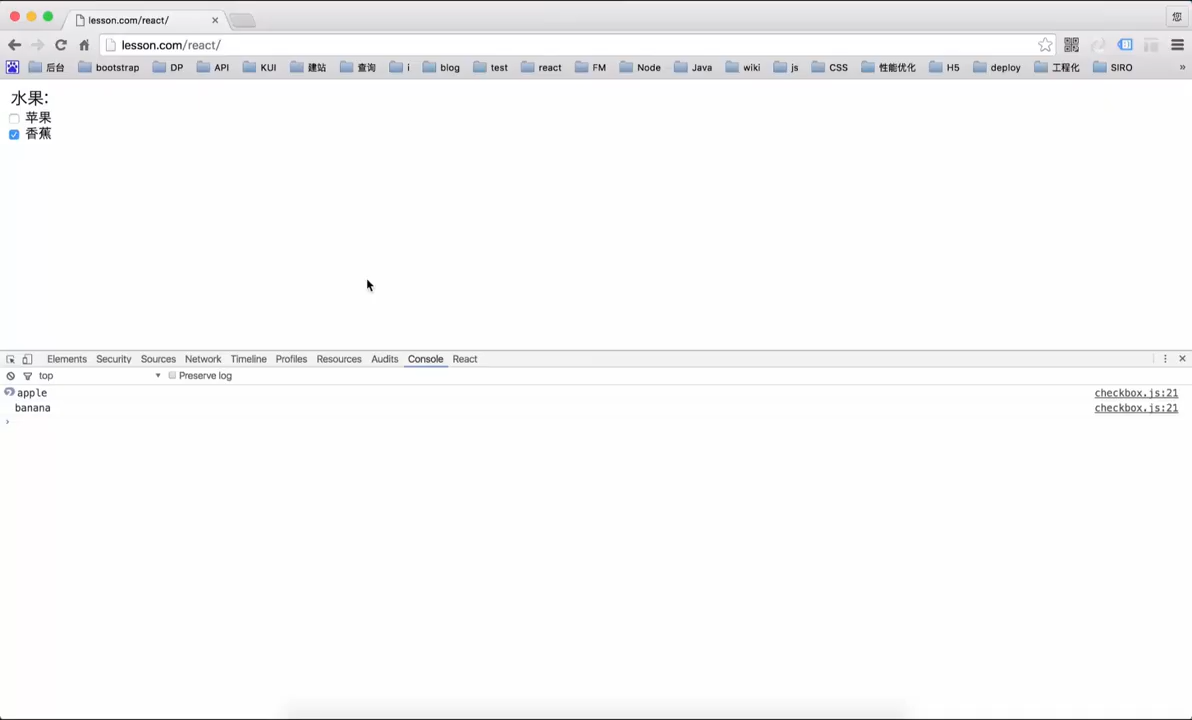 lesson.com/react/
您
lesson.com/react/
后台 bootstrap DP API KUI 建站 查询 i blog test react FM Node Java wiki js CSS 性能优化 H5 deploy 工程化 SIRO »
水果:
苹果
香蕉
Elements Security Sources Network Timeline Profiles Resources Audits Console React
top Preserve log
2 apple checkbox.js:21
banana checkbox.js:21